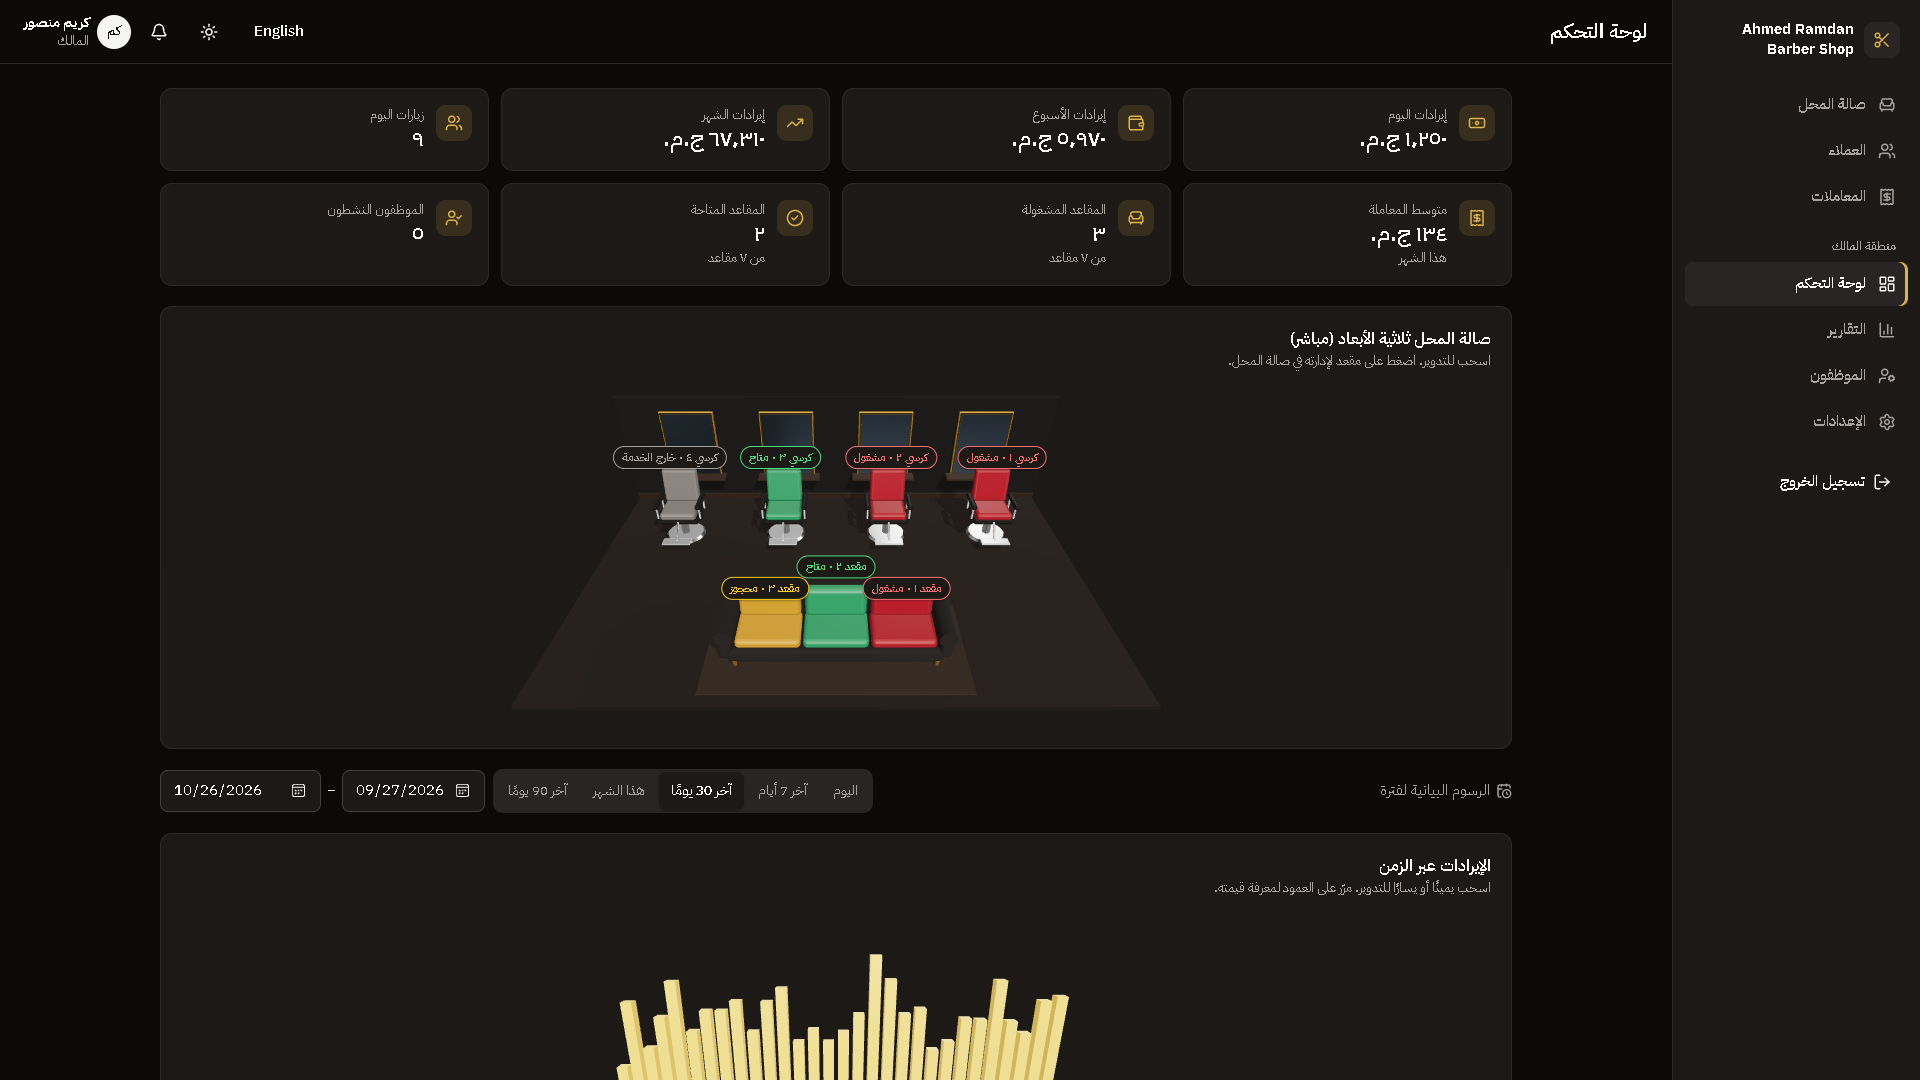 Ahmed Ramdan
Barber Shop
صالة المحل
العملاء
المعاملات
منطقة المالك
لوحة التحكم
التقارير
الموظفون
الإعدادات
تسجيل الخروج
لوحة التحكم
English
كم
كريم منصور
المالك
إيرادات اليوم
١٬٢٥٠ ج.م.
إيرادات الأسبوع
٥٬٩٧٠ ج.م.
إيرادات الشهر
٦٧٬٣١٠ ج.م.
زيارات اليوم
٩
متوسط المعاملة
١٣٤ ج.م.
هذا الشهر
المقاعد المشغولة
٣
من ٧ مقاعد
المقاعد المتاحة
٢
من ٧ مقاعد
الموظفون النشطون
٥
صالة المحل ثلاثية الأبعاد (مباشر)
اسحب للتدوير. اضغط على مقعد لإدارته في صالة المحل.
كرسي ١ • مشغول
كرسي ٢ • مشغول
كرسي ٣ • متاح
كرسي ٤ • خارج الخدمة
مقعد ١ • مشغول
مقعد ٢ • متاح
مقعد ٣ • محجوز
الرسوم البيانية لفترة
اليوم
آخر 7 أيام
آخر 30 يومًا
هذا الشهر
آخر 90 يومًا
09/27/2026
–
10/26/2026
الإيرادات عبر الزمن
اسحب يمينًا أو يسارًا للتدوير. مرّر على العمود لمعرفة قيمته.